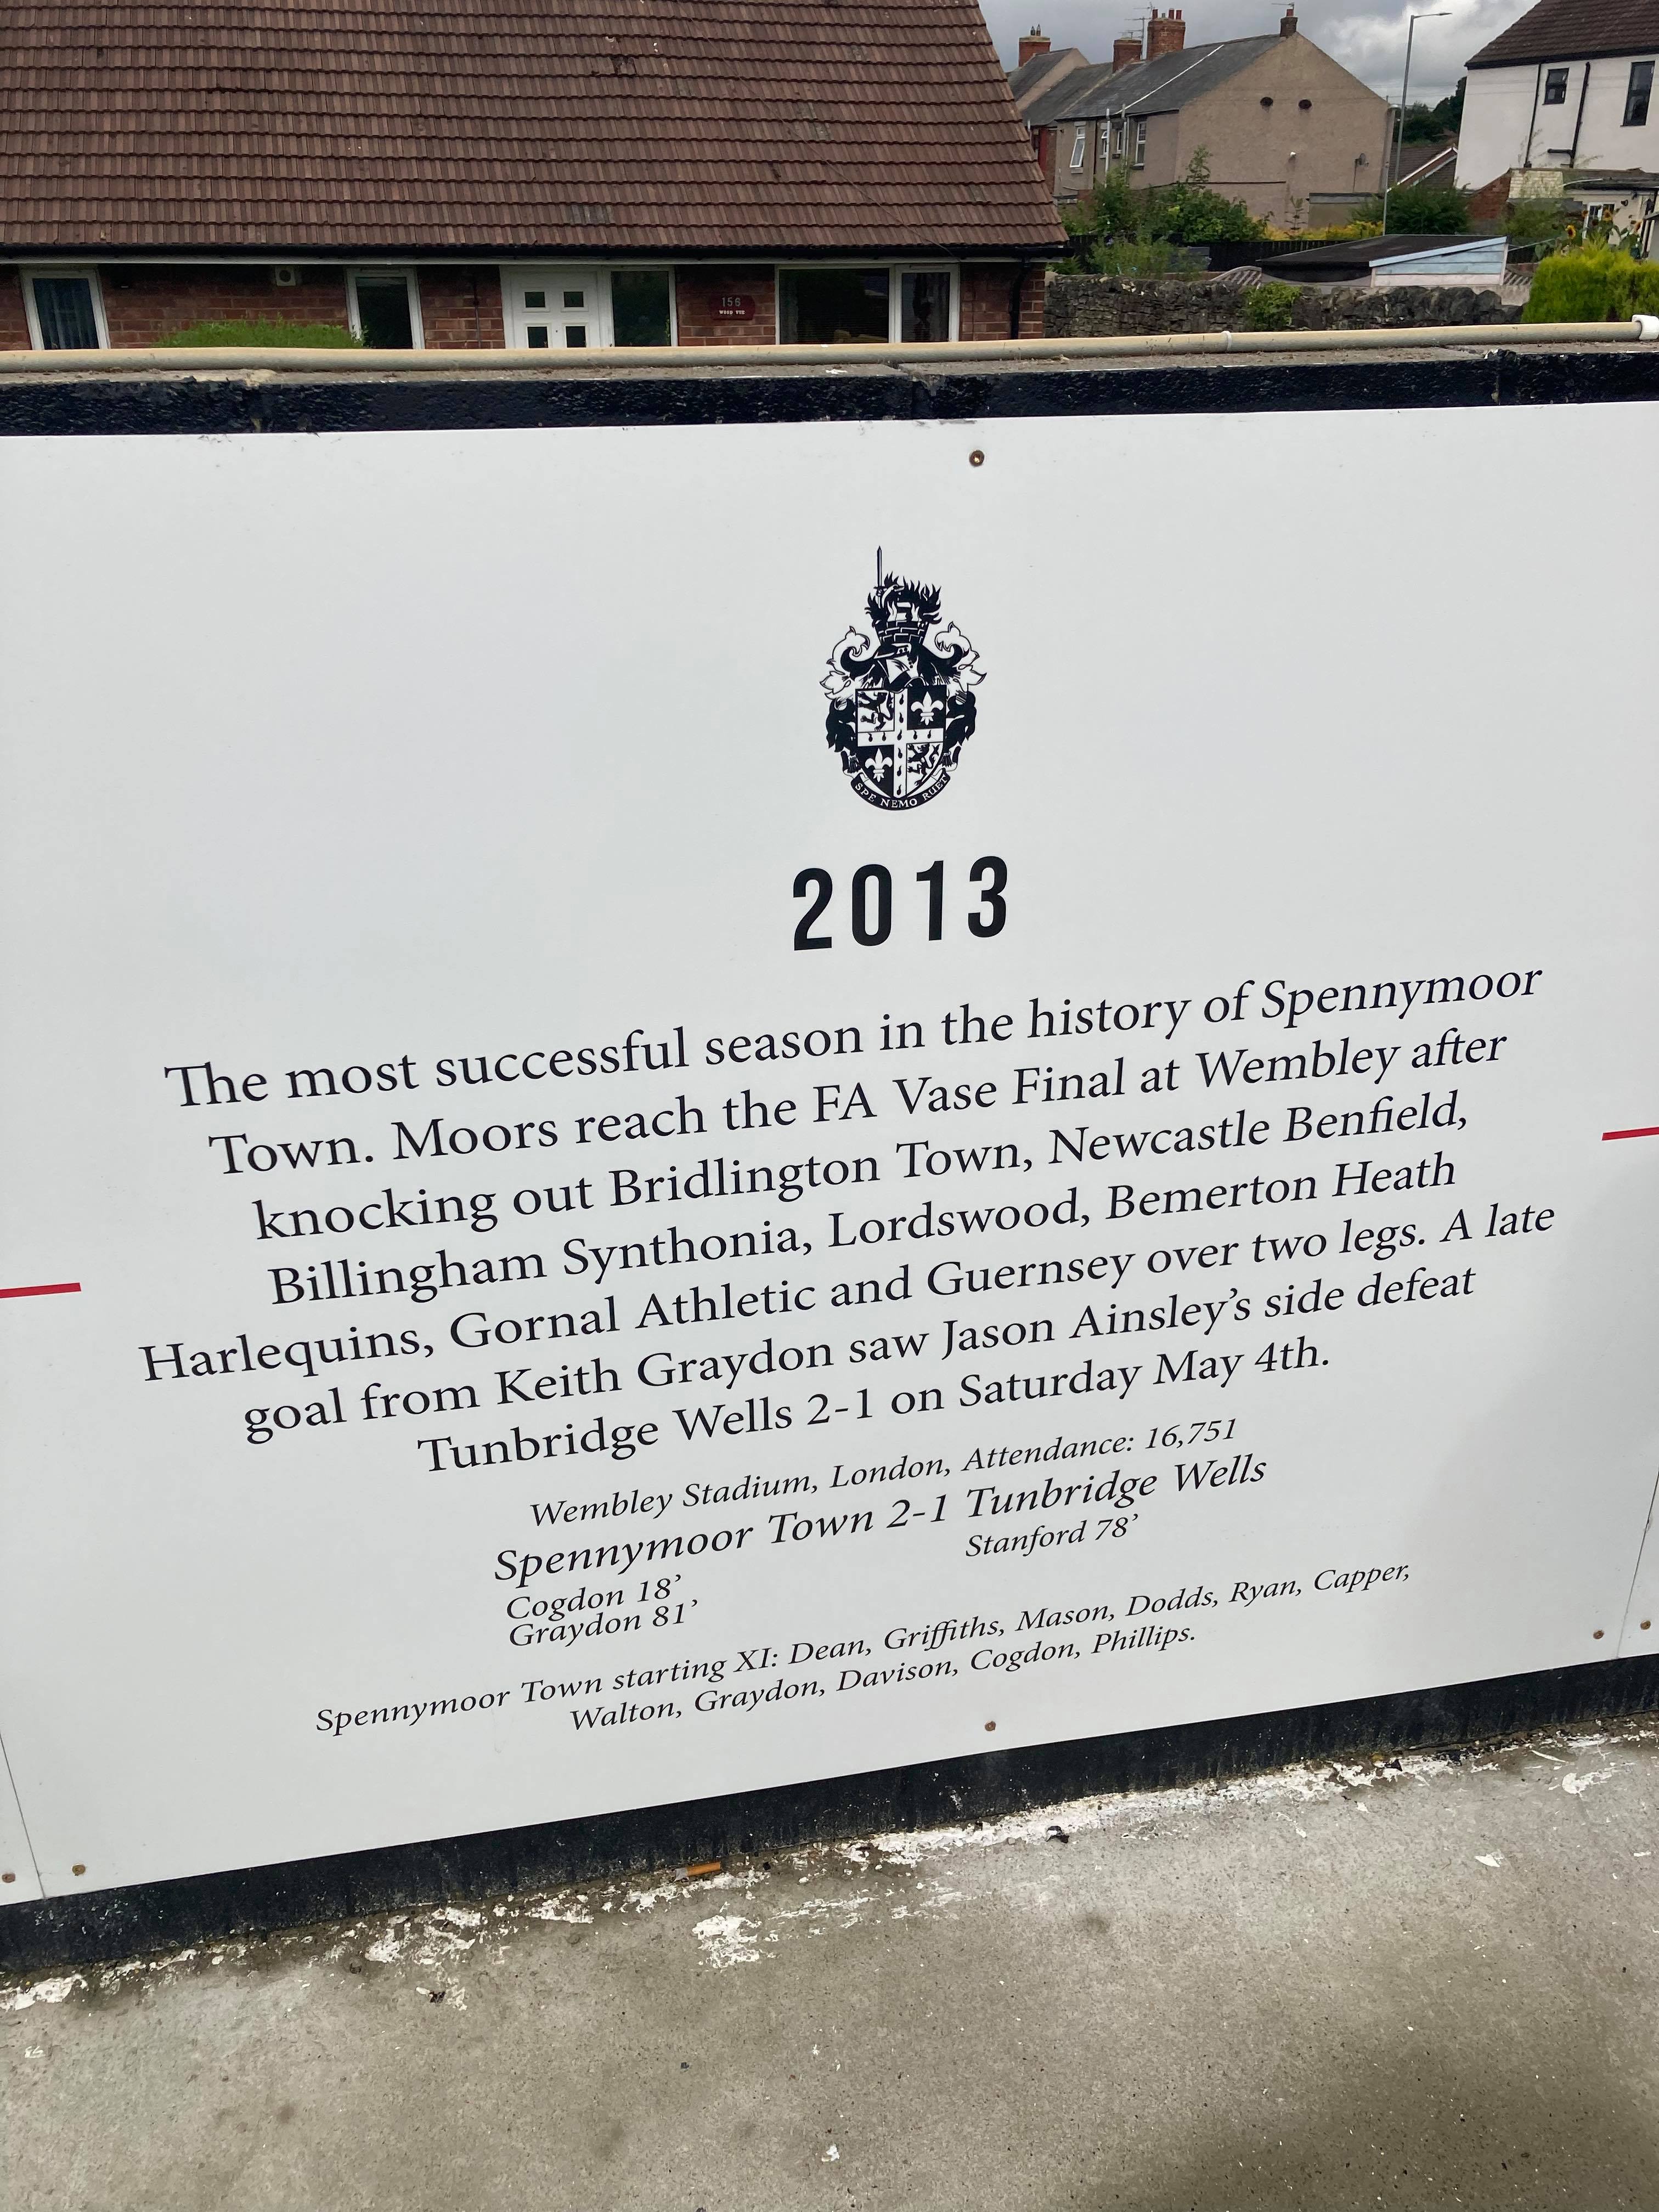 156
SPE NEMO RUET
2013
The most successful season in the history of Spennymoor
Town. Moors reach the FA Vase Final at Wembley after
knocking out Bridlington Town, Newcastle Benfield,
Billingham Synthonia, Lordswood, Bemerton Heath
Harlequins, Gornal Athletic and Guernsey over two legs. A late
goal from Keith Graydon saw Jason Ainsley’s side defeat
Tunbridge Wells 2-1 on Saturday May 4th.
Wembley Stadium, London, Attendance: 16,751
Spennymoor Town 2-1 Tunbridge Wells
Stanford 78’
Cogdon 18’
Graydon 81’
Spennymoor Town starting XI: Dean, Griffiths, Mason, Dodds, Ryan, Capper,
Walton, Graydon, Davison, Cogdon, Phillips.